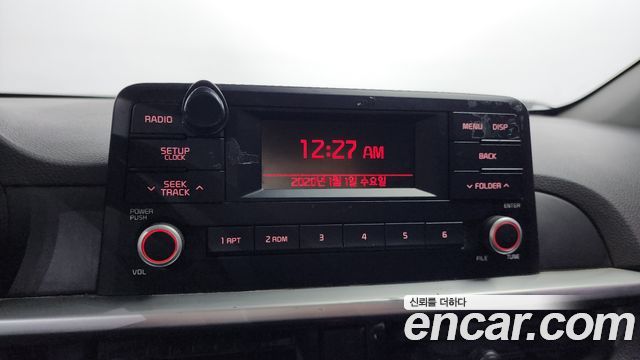 RADIO
MENU DISP
12:27 AM
SETUP
CLOCK
BACK
SEEK
TRACK
2020년 1월 1일 수요일
FOLDER
POWER
PUSH
ENTER
1 RPT 2 RDM 3 4 5 6
VOL
FILE TUNE
신뢰를 더하다
encar.com